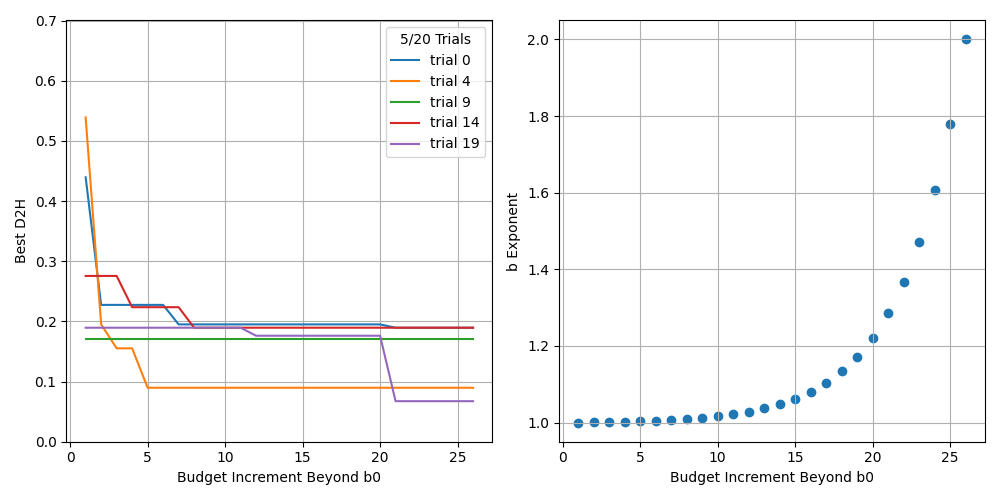 0.7
0.6
0.5
0.4
0.3
0.2
0.1
0.0
Best D2H
5/20 Trials
trial 0
trial 4
trial 9
trial 14
trial 19
0 5 10 15 20 25
Budget Increment Beyond b0
2.0
1.8
1.6
1.4
1.2
1.0
b Exponent
0 5 10 15 20 25
Budget Increment Beyond b0